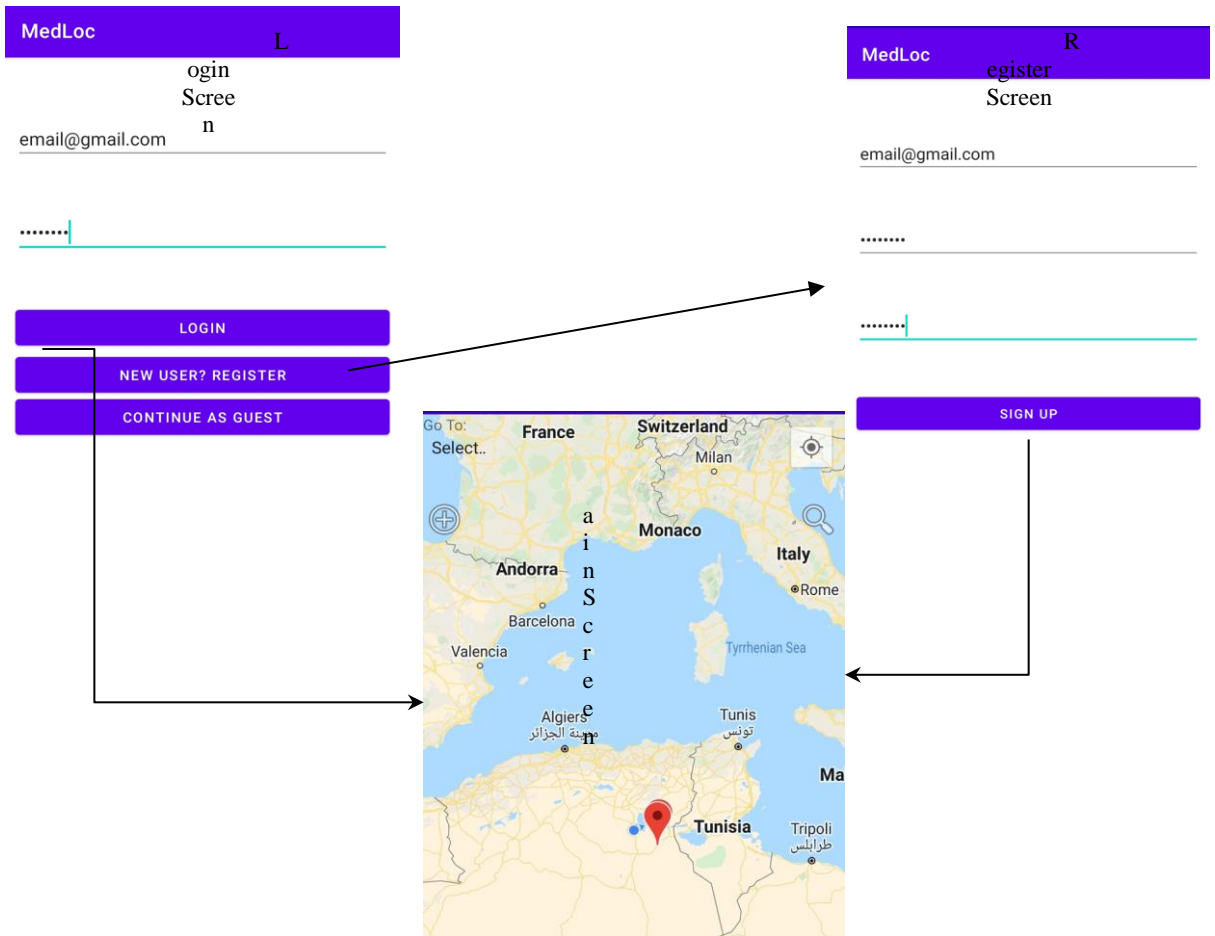 MedLoc
L
ogin
Scree
n
email@gmail.com
••••••••
LOGIN
NEW USER? REGISTER
CONTINUE AS GUEST
MedLoc
R
egister
Screen
email@gmail.com
••••••••
••••••••
SIGN UP
Go To:
Select..
France
Switzerland
Milan
a
i
n
S
c
r
e
e
n
Monaco
Italy
Andorra
Rome
Barcelona
Valencia
Tyrrhenian Sea
Algiers
مدينة الجزائر
Tunis
تونس
Ma
Tunisia
Tripoli
طرابلس